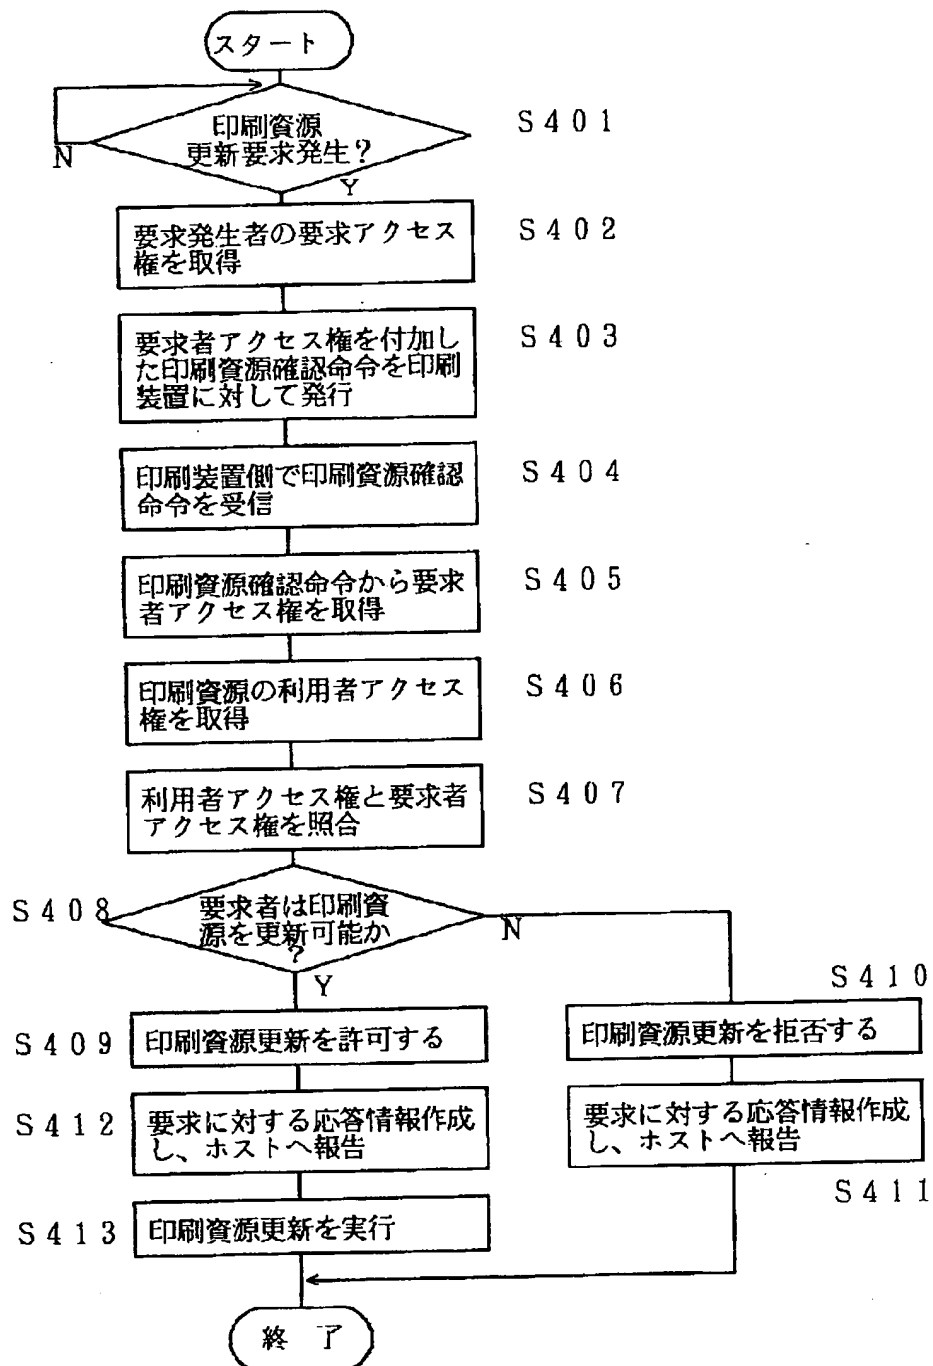 スタート
印刷資源
更新要求発生?
S401
N
Y
要求発生者の要求アクセス
権を取得
S402
要求者アクセス権を付加し
た印刷資源確認命令を印刷
装置に対して発行
S403
印刷装置側で印刷資源確認
命令を受信
S404
印刷資源確認命令から要求
者アクセス権を取得
S405
印刷資源の利用者アクセス
権を取得
S406
利用者アクセス権と要求者
アクセス権を照合
S407
S408
要求者は印刷資
源を更新可能か
?
N
Y
S409
印刷資源更新を許可する
S410
印刷資源更新を拒否する
S412
要求に対する応答情報作成
し、ホストへ報告
要求に対する応答情報作成
し、ホストへ報告
S411
S413
印刷資源更新を実行
終了